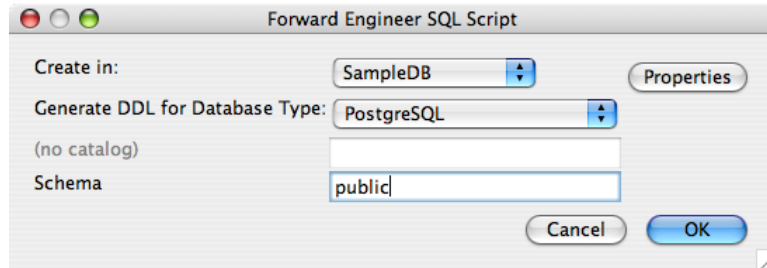 Forward Engineer SQL Script
Create in: SampleDB Properties
Generate DDL for Database Type: PostgreSQL
(no catalog)
Schema public
Cancel OK